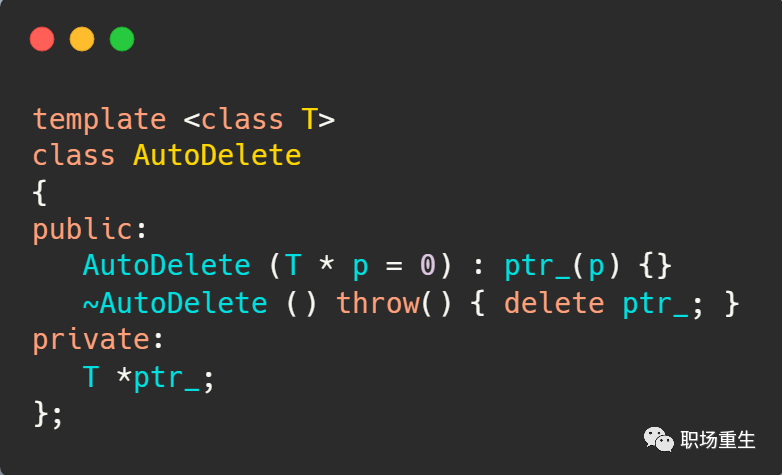 template <class T>
class AutoDelete
{
public:
   AutoDelete (T * p = 0) : ptr_(p) {}
   ~AutoDelete () throw() { delete ptr_; }
private:
   T *ptr_;
};
职场重生